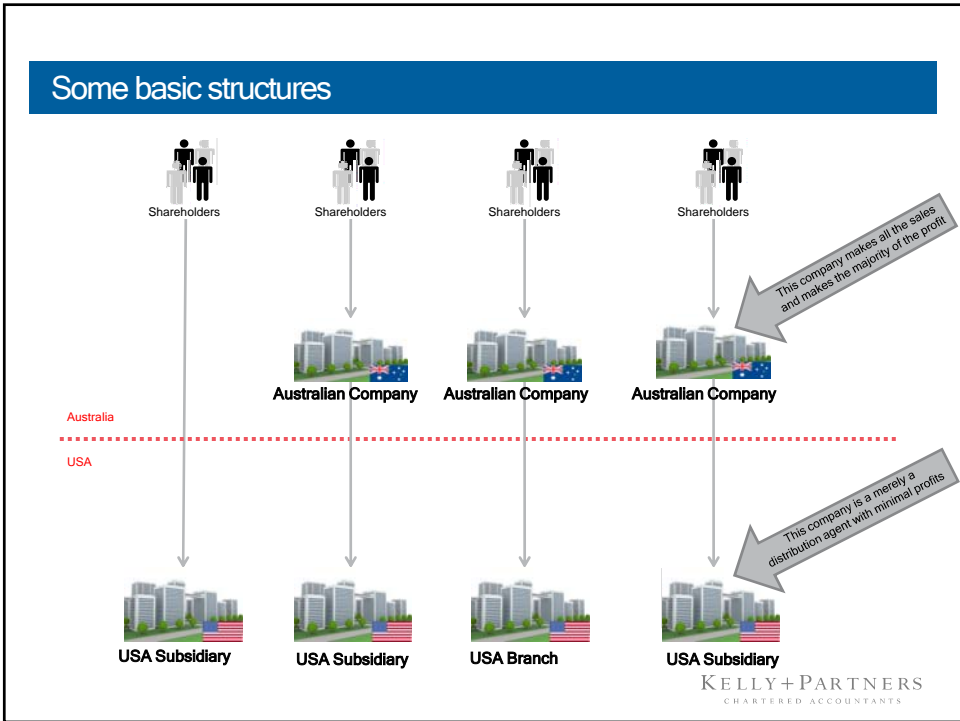 Some basic structures
Shareholders
Shareholders
Shareholders
Shareholders
This company makes all the sales
and makes the majority of the profit
Australian Company
Australian Company
Australian Company
Australia
USA
This company is a merely a
distribution agent with minimal profits
USA Subsidiary
USA Subsidiary
USA Branch
USA Subsidiary
KELLY+PARTNERS
CHARTERED ACCOUNTANTS